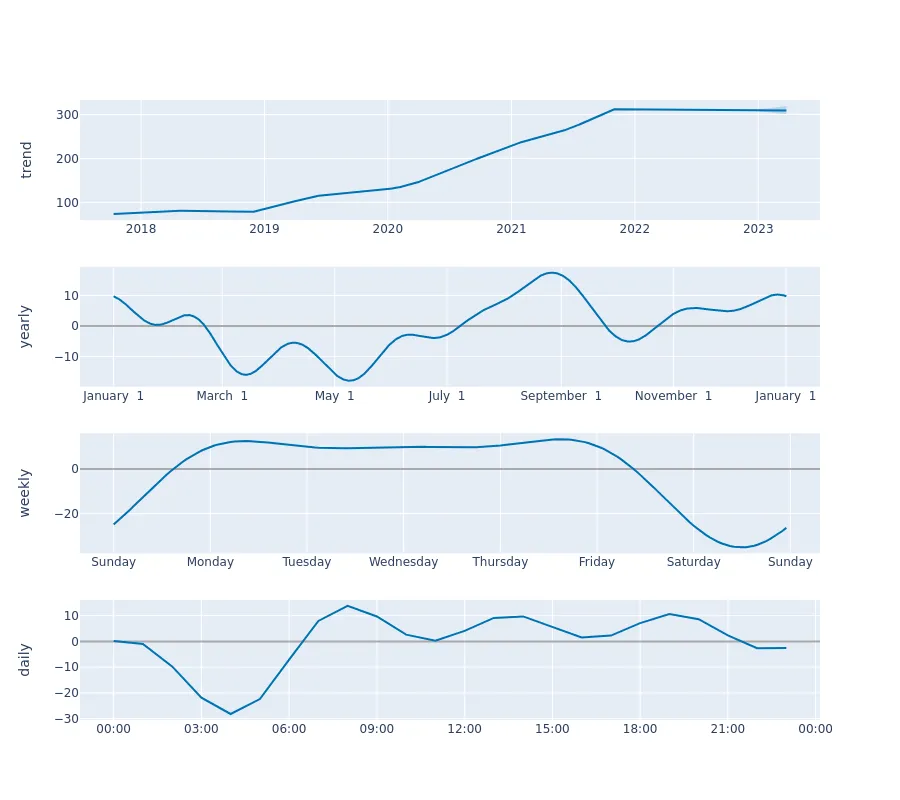 trend
300
200
100
2018 2019 2020 2021 2022 2023
yearly
10
0
−10
January 1 March 1 May 1 July 1 September 1 November 1 January 1
weekly
0
−20
Sunday Monday Tuesday Wednesday Thursday Friday Saturday Sunday
daily
10
0
−10
−20
−30
00:00 03:00 06:00 09:00 12:00 15:00 18:00 21:00 00:00